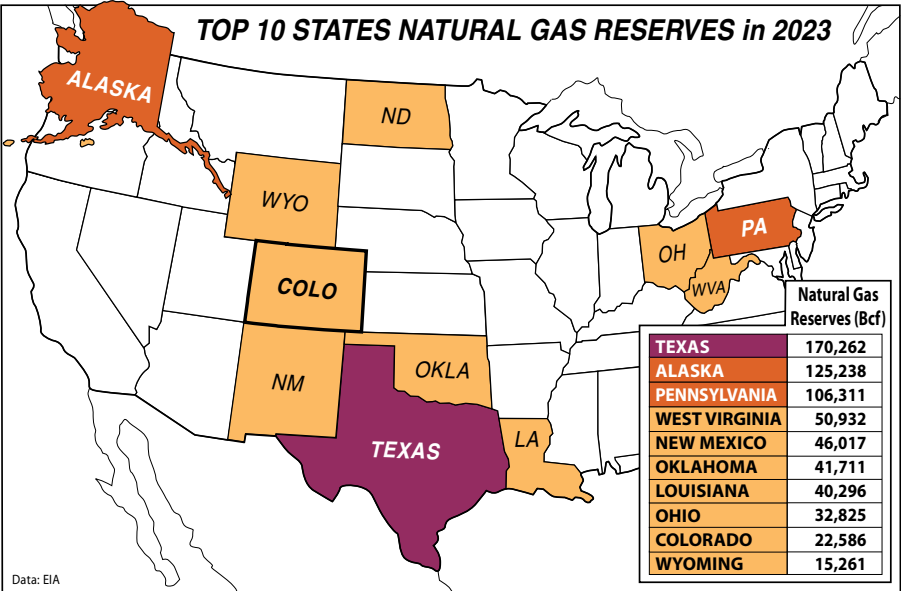 TOP 10 STATES NATURAL GAS RESERVES in 2023
ALASKA
ND
WYO
COLO
NM
OKLA
TEXAS
LA
OH
PA
WVA
Natural Gas
Reserves (Bcf)
TEXAS 170,262
ALASKA 125,238
PENNSYLVANIA 106,311
WEST VIRGINIA 50,932
NEW MEXICO 46,017
OKLAHOMA 41,711
LOUISIANA 40,296
OHIO 32,825
COLORADO 22,586
WYOMING 15,261
Data: EIA